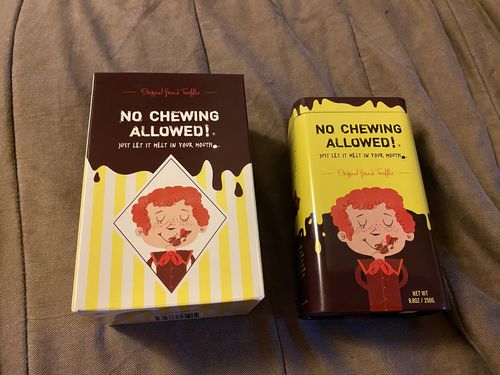 Original French Truffles
NO CHEWING
ALLOWED!®
JUST LET IT MELT IN YOUR MOUTH
NO CHEWING
ALLOWED!®
JUST LET IT MELT IN YOUR MOUTH
Original French Truffles
NET WT
8.8OZ / 250G